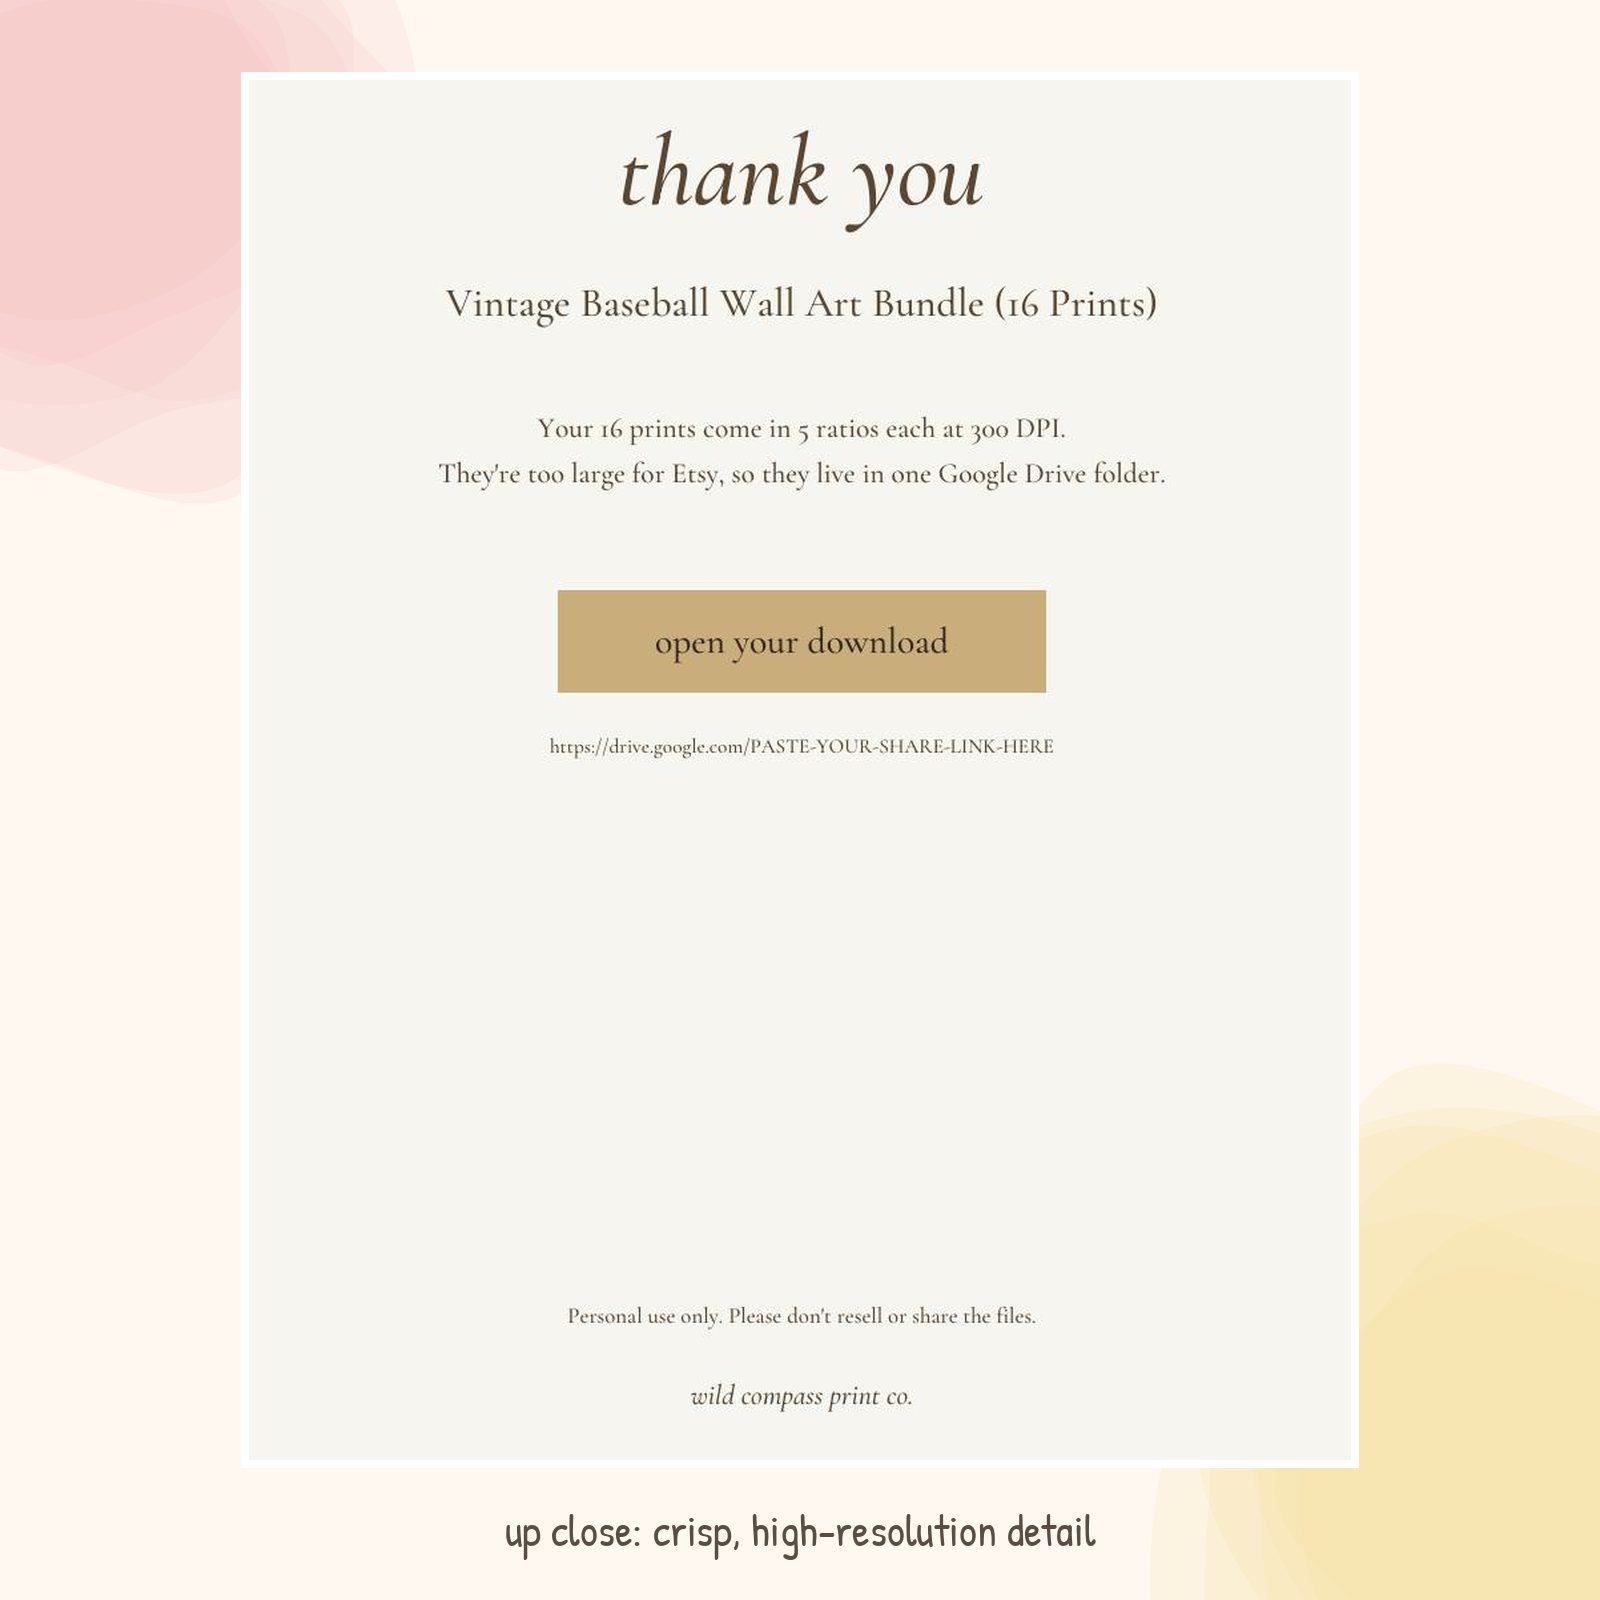 thank you
Vintage Baseball Wall Art Bundle (16 Prints)
Your 16 prints come in 5 ratios each at 300 DPI.
They're too large for Etsy, so they live in one Google Drive folder.
open your download
https://drive.google.com/PASTE-YOUR-SHARE-LINK-HERE
Personal use only. Please don't resell or share the files.
wild compass print co.
up close: crisp, high-resolution detail